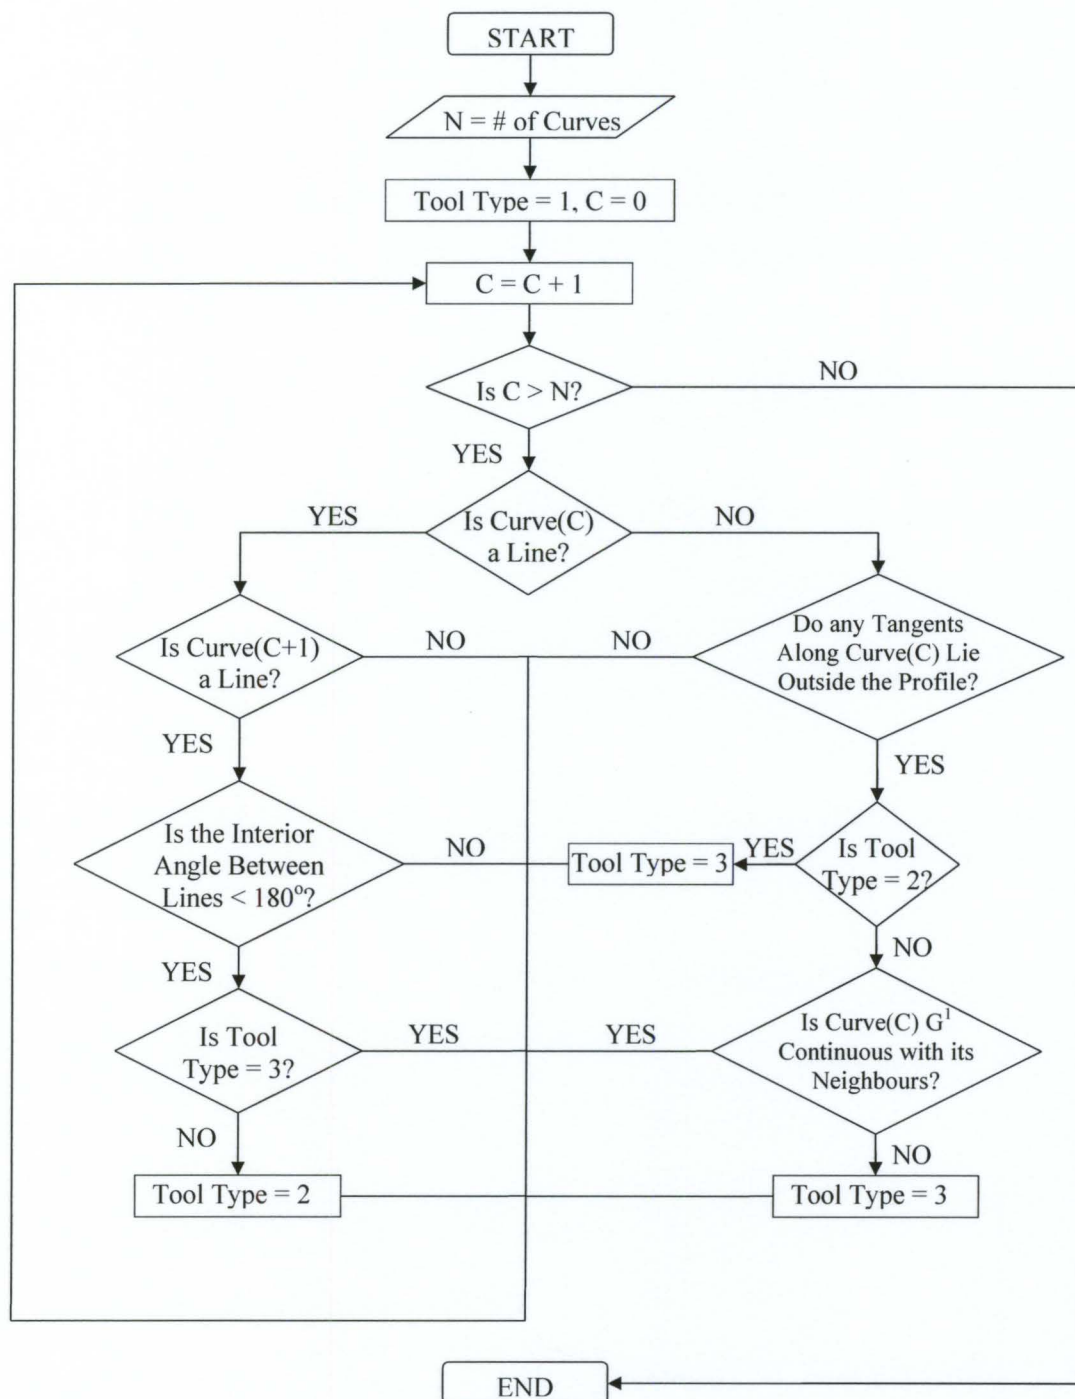 START
N = # of Curves
Tool Type = 1, C = 0
C = C + 1
Is C > N?
NO
YES
Is Curve(C)
a Line?
YES
NO
Is Curve(C+1)
a Line?
NO
NO
Do any Tangents
Along Curve(C) Lie
Outside the Profile?
YES
YES
Is the Interior
Angle Between
Lines < 180°?
NO
Tool Type = 3
YES
Is Tool
Type = 2?
YES
NO
Is Tool
Type = 3?
YES
YES
Is Curve(C) G¹
Continuous with its
Neighbours?
NO
NO
Tool Type = 2
Tool Type = 3
END